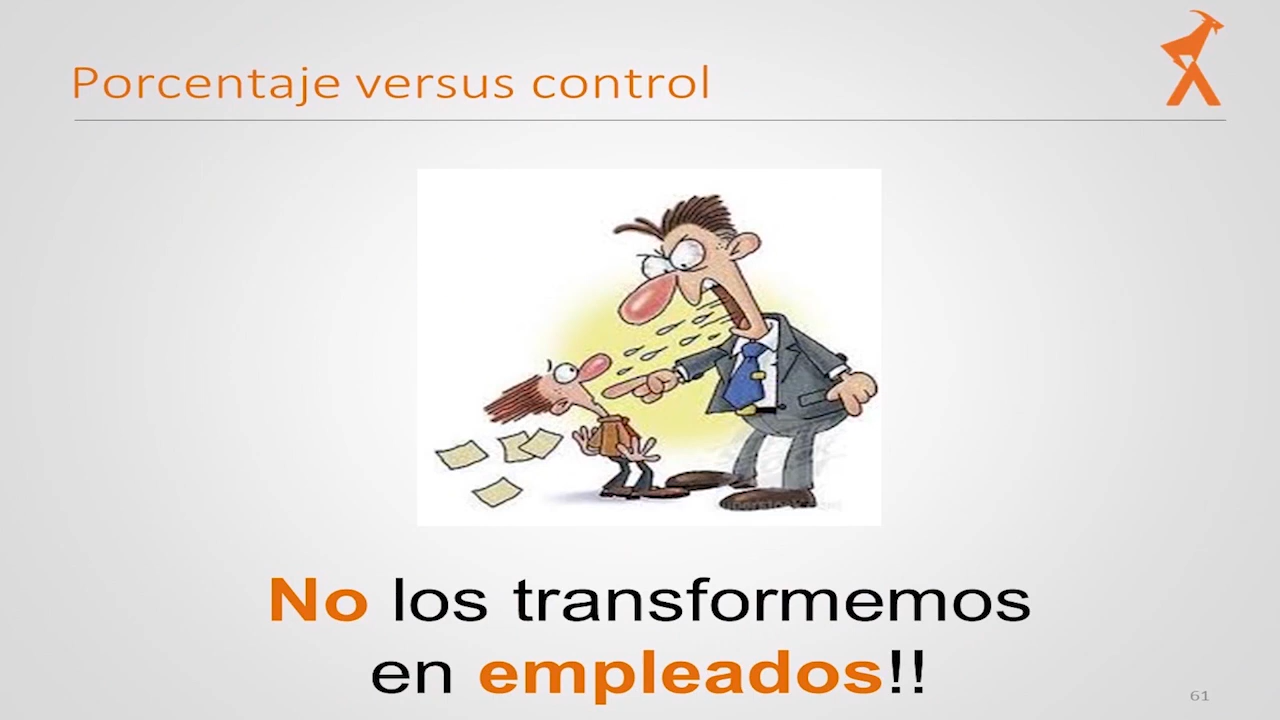 Porcentaje versus control
No los transformemos
en empleados!!
61